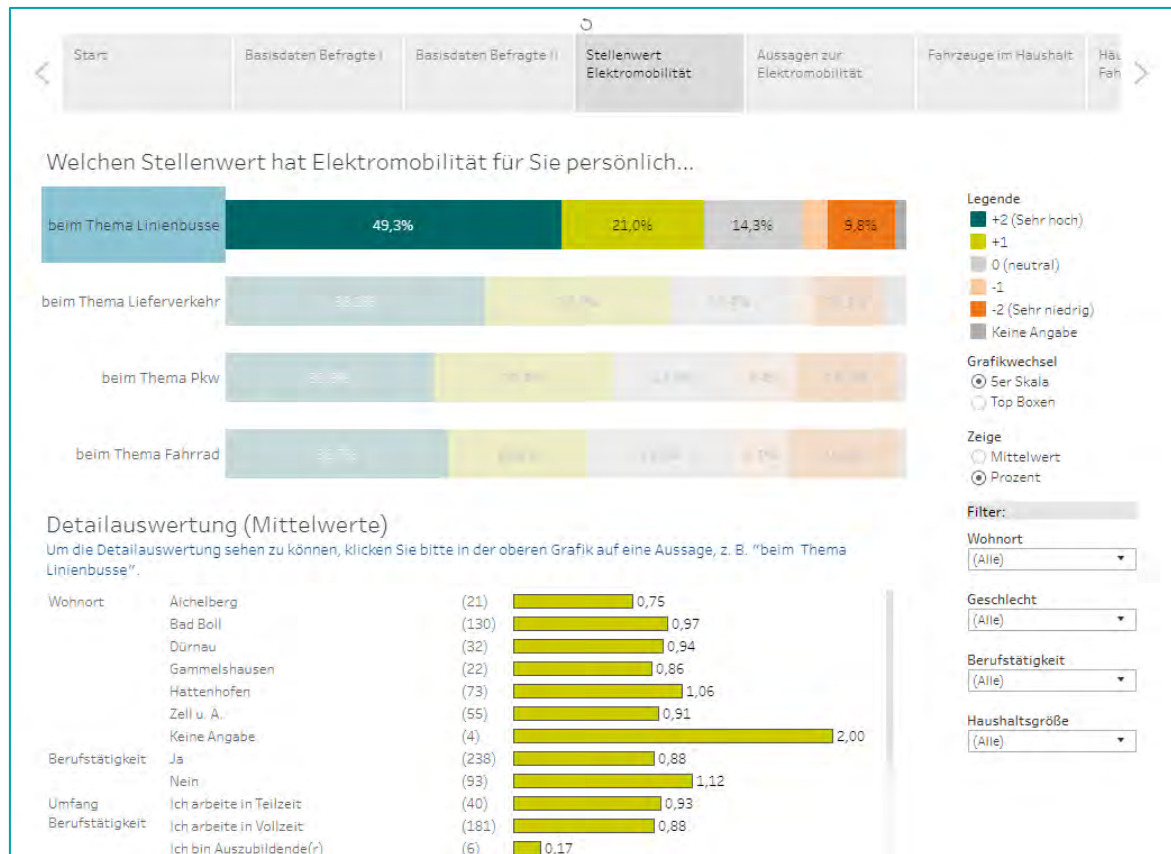 Start
Basisdaten Befragte I
Basisdaten Befragte II
Stellenwert
Elektromobilität
Aussagen zur
Elektromobilität
Fahrzeuge im Haushalt
Fah
Welchen Stellenwert hat Elektromobilität für Sie persönlich...
beim Thema Linienbusse
49,3%
21,0%
14,3%
9,8%
beim Thema Lieferverkehr
beim Thema Pkw
beim Thema Fahrrad
Legende
+2 (Sehr hoch)
+1
0 (neutral)
-1
-2 (Sehr niedrig)
Keine Angabe
Grafikwechsel
5er Skala
Top Boxen
Zeige
Mittelwert
Prozent
Filter:
Wohnort
(Alle)
Geschlecht
(Alle)
Berufstätigkeit
(Alle)
Haushaltsgröße
(Alle)
Detailauswertung (Mittelwerte)
Um die Detailauswertung sehen zu können, klicken Sie bitte in der oberen Grafik auf eine Aussage, z. B. "beim Thema
Linienbusse".
Wohnort Aichelberg (21) 0,75
Bad Boll (130) 0,97
Dürnau (32) 0,94
Gammelshausen (22) 0,86
Hattenhofen (73) 1,06
Zell u. A. (55) 0,91
Keine Angabe (4) 2,00
Berufstätigkeit Ja (238) 0,88
Nein (93) 1,12
Umfang Ich arbeite in Teilzeit (40) 0,93
Berufstätigkeit Ich arbeite in Vollzeit (181) 0,88
Ich bin Auszubildende(r) (6) 0,17